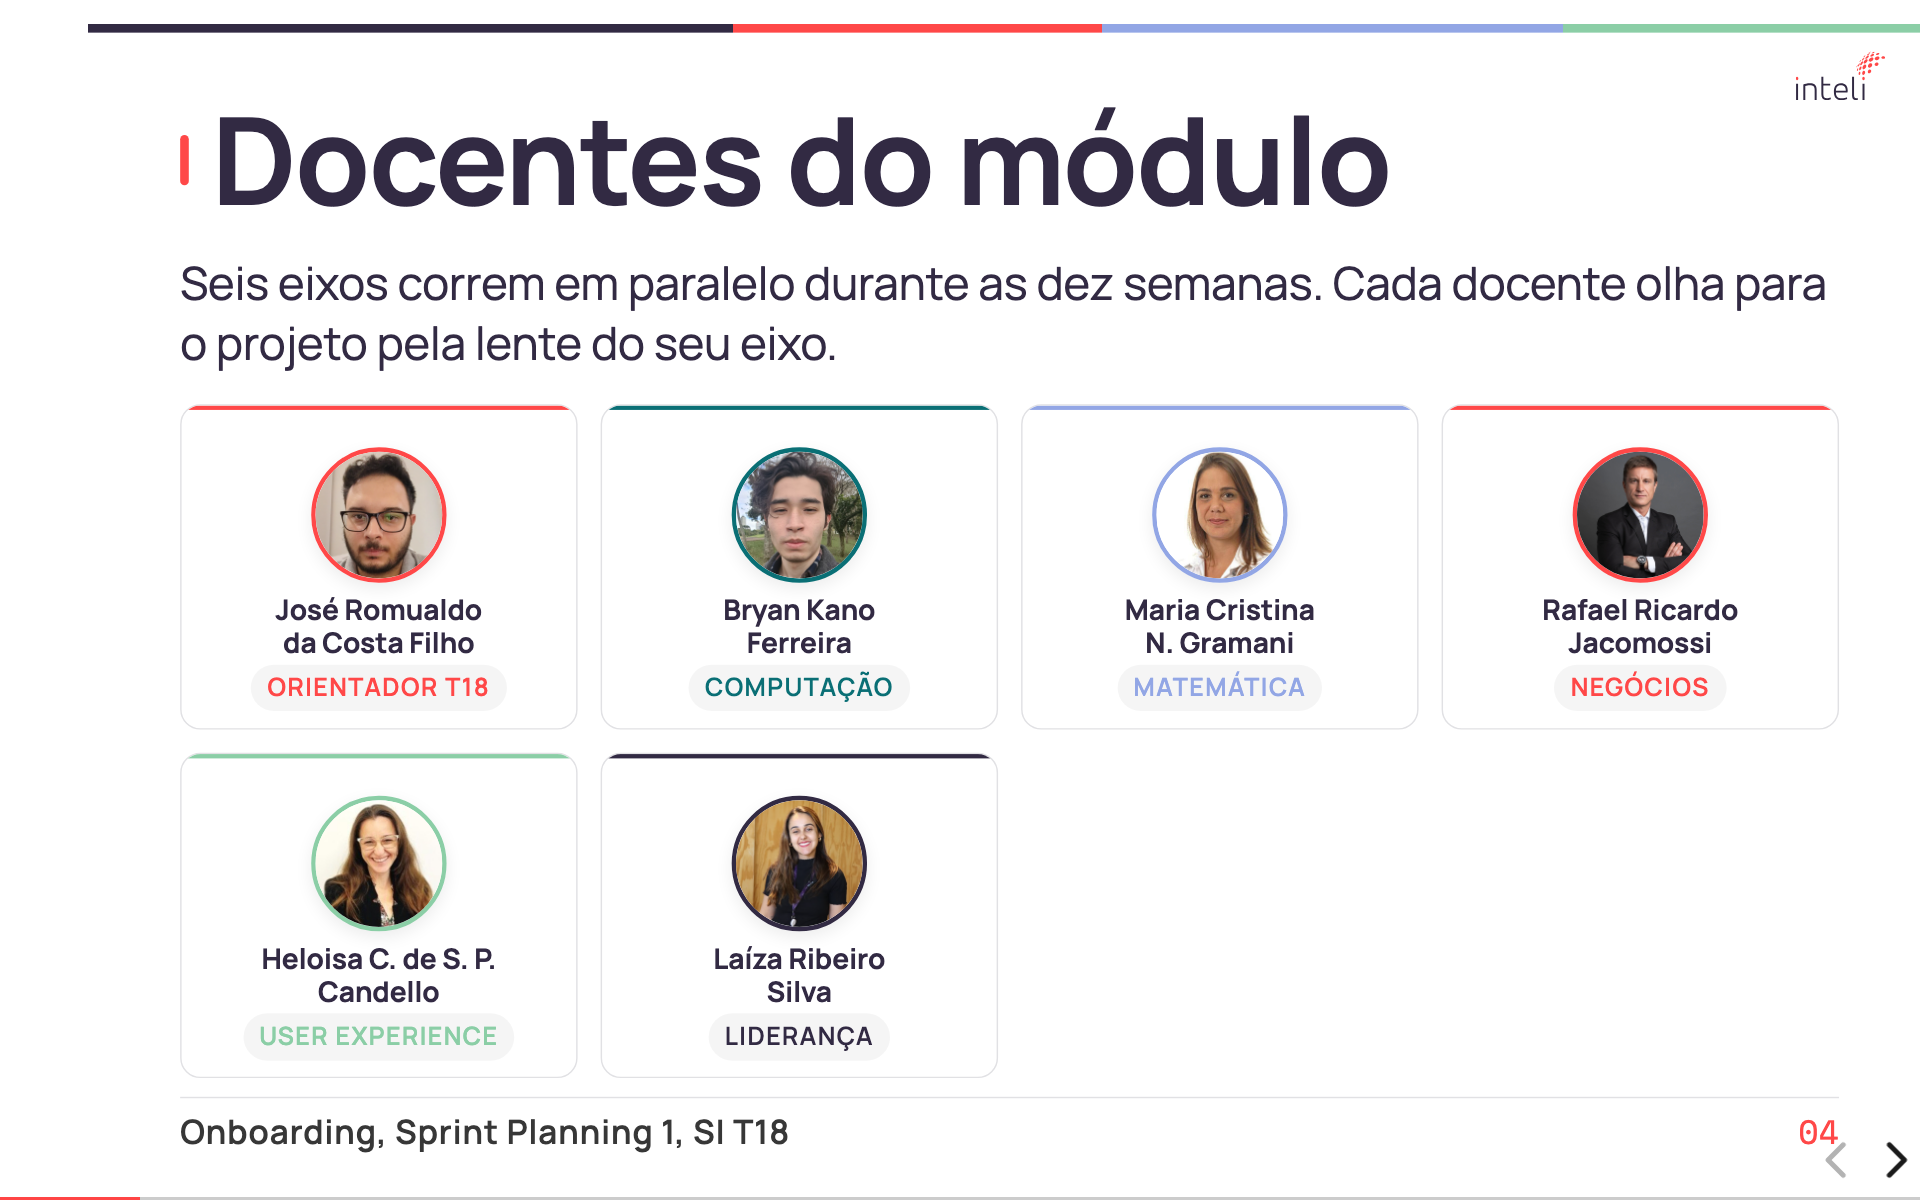 inteli
Docentes do módulo
Seis eixos correm em paralelo durante as dez semanas. Cada docente olha para
o projeto pela lente do seu eixo.
José Romualdo
da Costa Filho
ORIENTADOR T18
Bryan Kano
Ferreira
COMPUTAÇÃO
Maria Cristina
N. Gramani
MATEMÁTICA
Rafael Ricardo
Jacomossi
NEGÓCIOS
Heloisa C. de S. P.
Candello
USER EXPERIENCE
Laíza Ribeiro
Silva
LIDERANÇA
Onboarding, Sprint Planning 1, SI T18
04